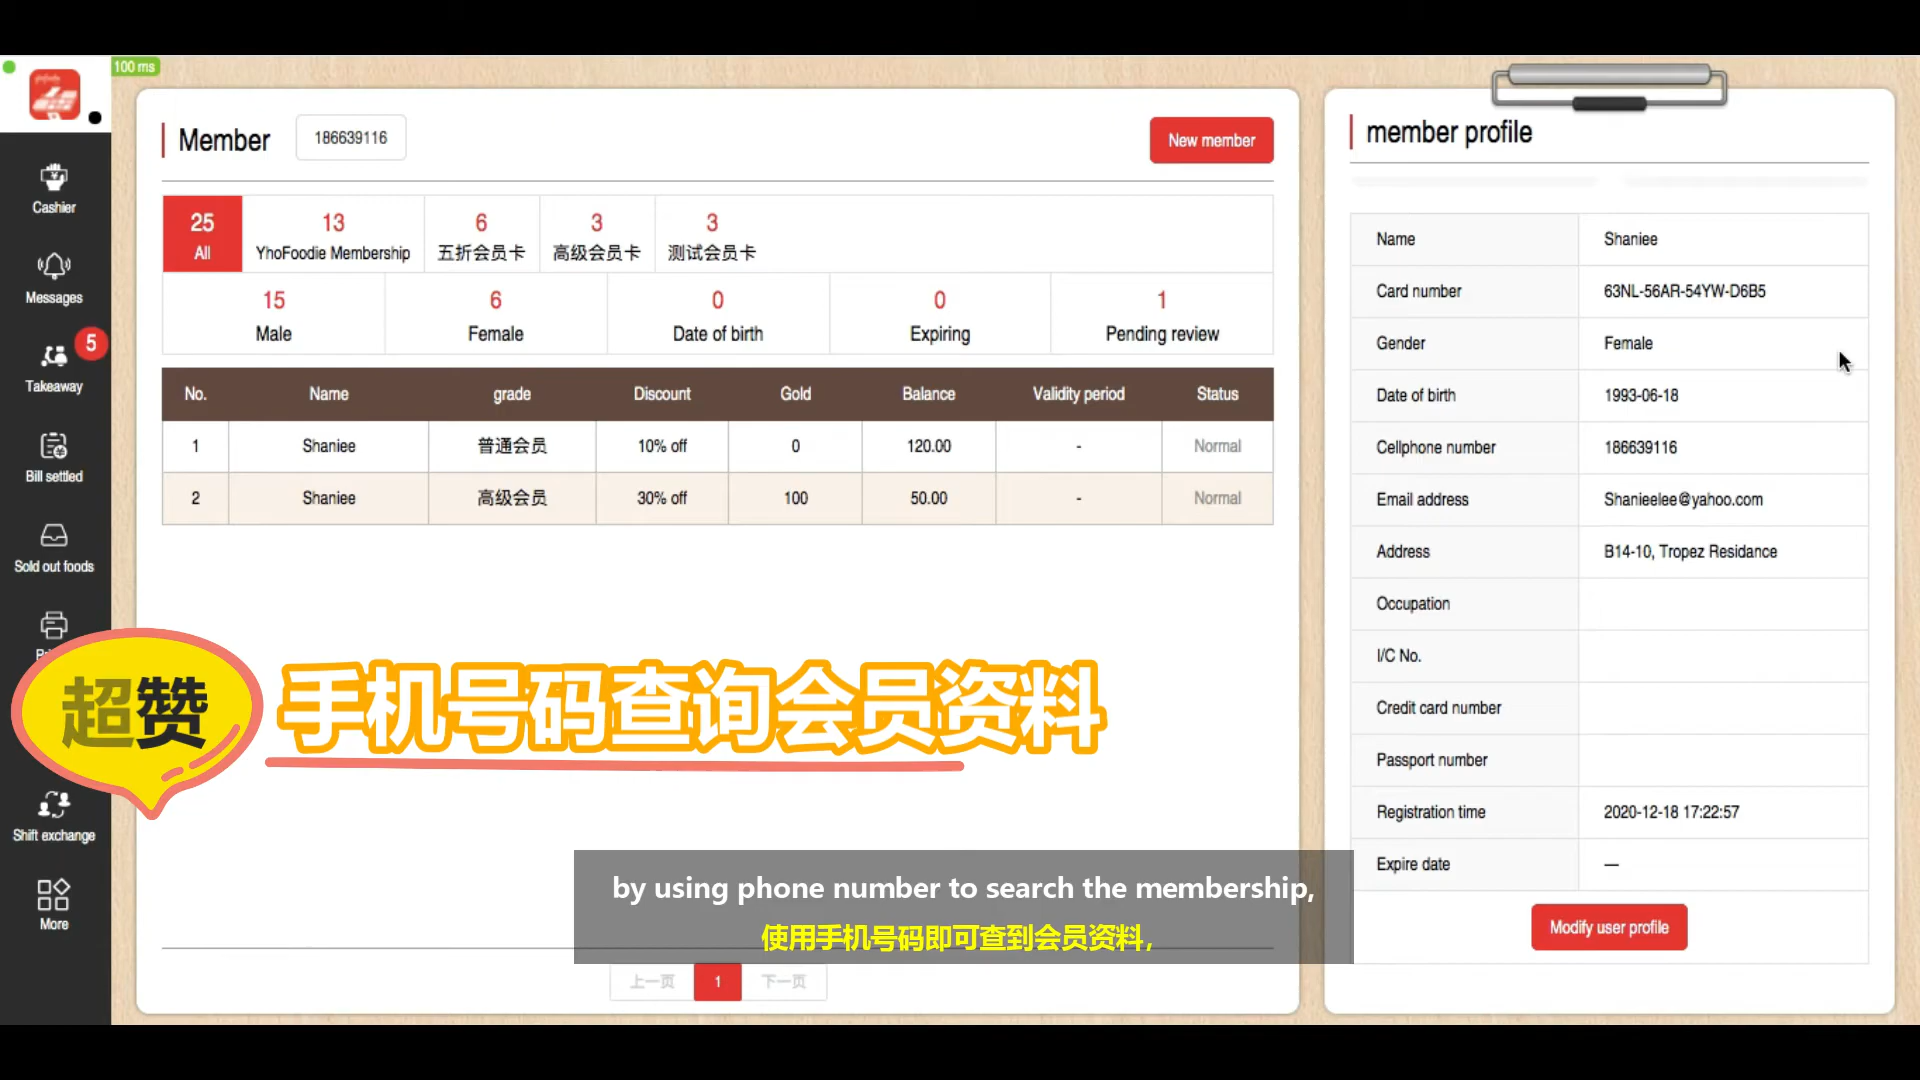 100 ms
Cashier
Messages
5
Takeaway
Bill settled
Sold out foods
Shift exchange
More
Member
186639116
New member
25
All
13
YhoFoodie Membership
6
五折会员卡
3
高级会员卡
3
测试会员卡
15
Male
6
Female
0
Date of birth
0
Expiring
1
Pending review
No. Name grade Discount Gold Balance Validity period Status
1 Shaniee 普通会员 10% off 0 120.00 - Normal
2 Shaniee 高级会员 30% off 100 50.00 - Normal
超赞
手机号码查询会员资料
by using phone number to search the membership,
使用手机号码即可查到会员资料，
上一页 1 下一页
member profile
Name Shaniee
Card number 63NL-56AR-54YW-D6B5
Gender Female
Date of birth 1993-06-18
Cellphone number 186639116
Email address Shanieelee@yahoo.com
Address B14-10, Tropez Residance
Occupation
I/C No.
Credit card number
Passport number
Registration time 2020-12-18 17:22:57
Expire date —
Modify user profile